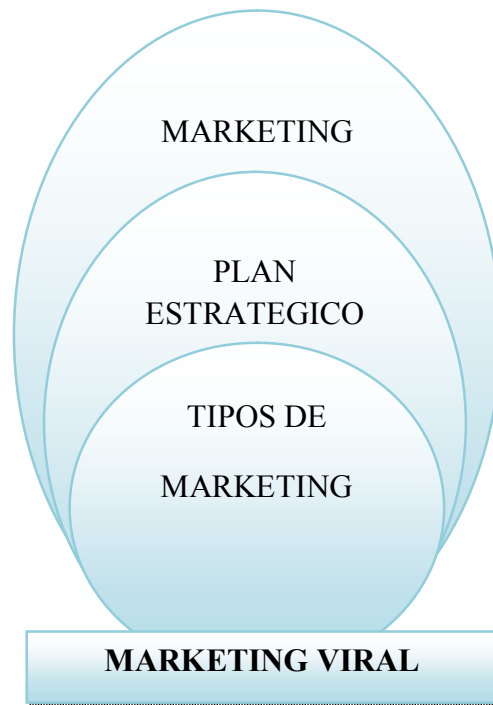 MARKETING
PLAN
ESTRATEGICO
TIPOS DE
MARKETING
MARKETING VIRAL